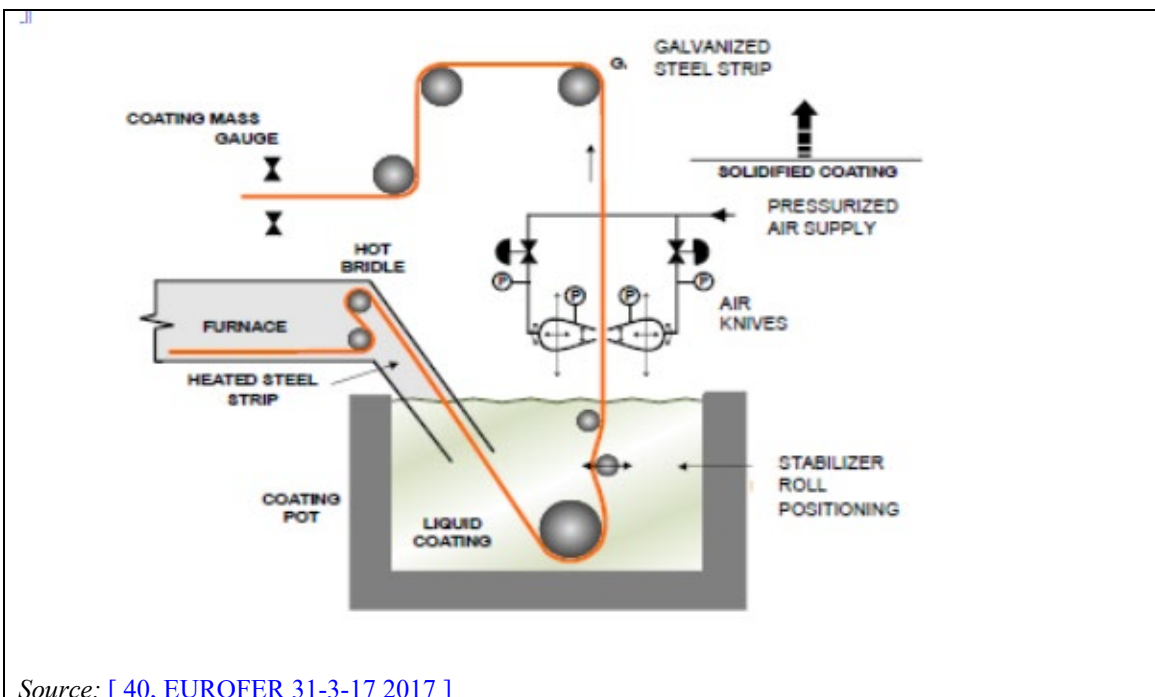 GALVANIZED
STEEL STRIP
G.
COATING MASS
GAUGE
SOLIDIFIED COATING
PRESSURIZED
AIR SUPPLY
HOT
BRIDLE
P
P
P
P
AIR
KNIVES
FURNACE
HEATED STEEL
STRIP
STABILIZER
ROLL
POSITIONING
COATING
POT
LIQUID
COATING
Source: [ 40, EUROFER 31-3-17 2017 ]